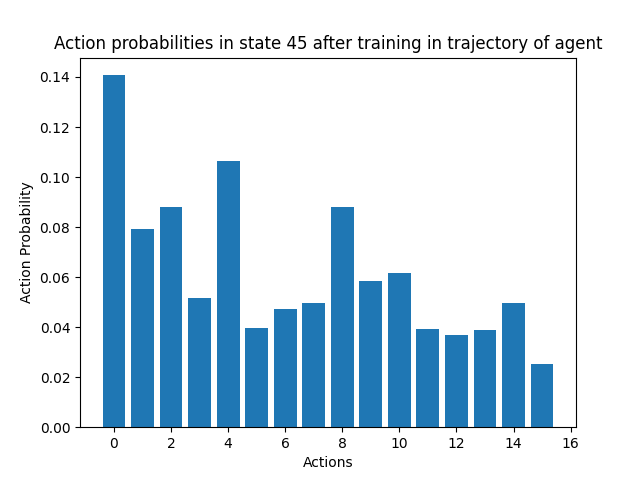 Action probabilities in state 45 after training in trajectory of agent
0.14
0.12
0.10
0.08
0.06
0.04
0.02
0.00
Action Probability
0 2 4 6 8 10 12 14 16
Actions